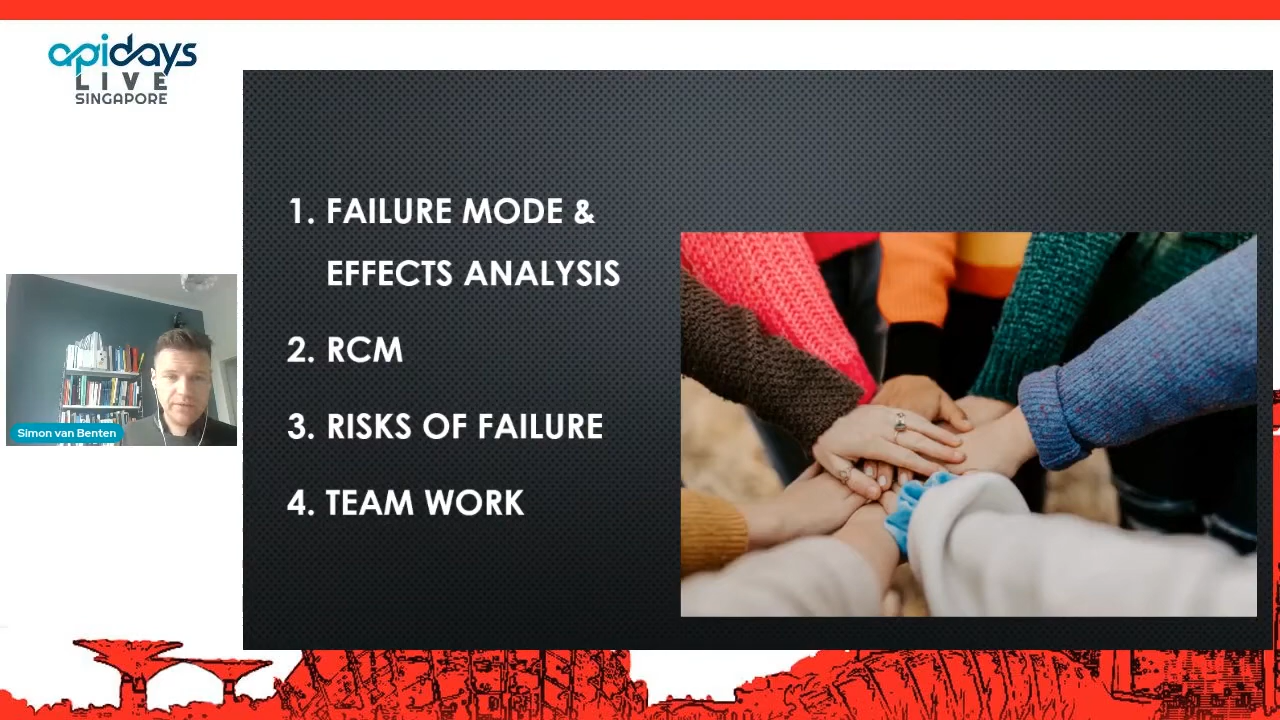 apidays
LIVE
SINGAPORE
1. FAILURE MODE &
EFFECTS ANALYSIS
2. RCM
3. RISKS OF FAILURE
4. TEAM WORK
Simon van Benten